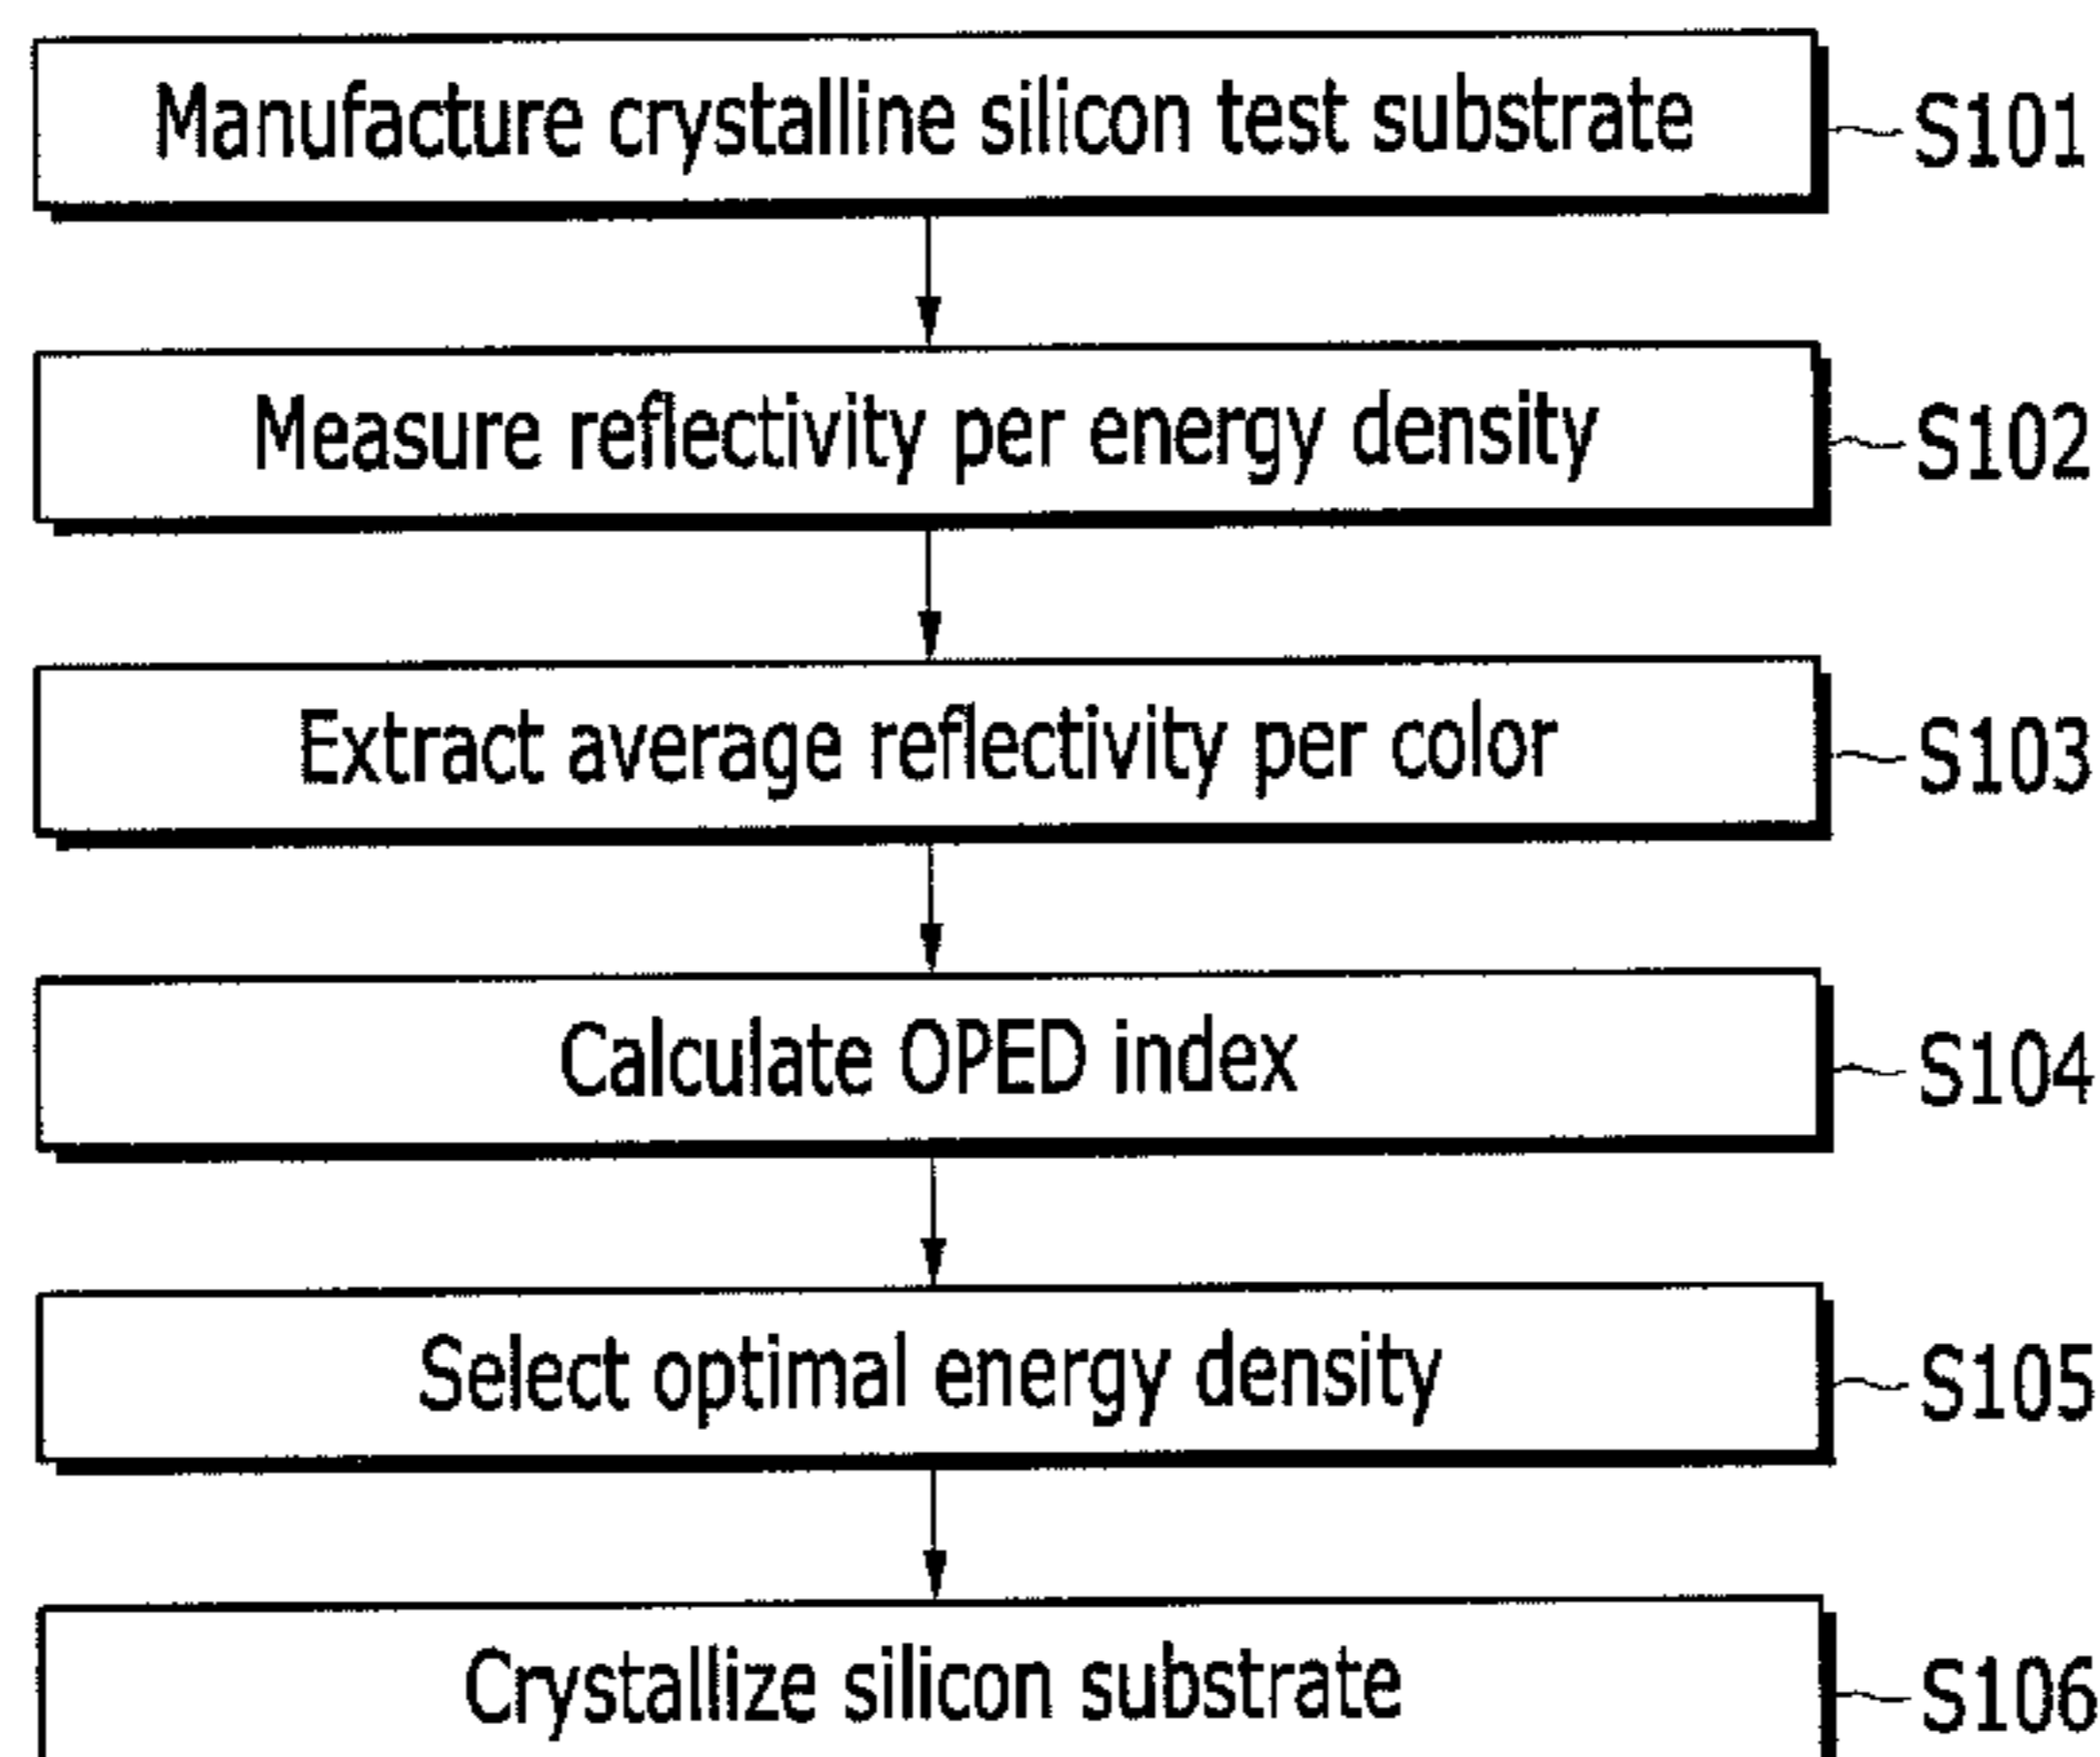 Manufacture crystalline silicon test substrate S101
Measure reflectivity per energy density S102
Extract average reflectivity per color S103
Calculate OPED index S104
Select optimal energy density S105
Crystallize silicon substrate S106